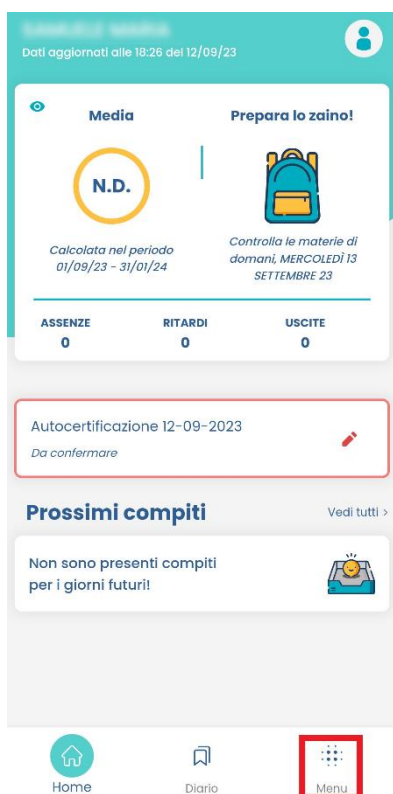 Dati aggiornati alle 18:26 del 12/09/23
Media
N.D.
Calcolata nel periodo
01/09/23 - 31/01/24
Prepara lo zaino!
Controlla le materie di
domani, MERCOLEDÌ 13
SETTEMBRE 23
ASSENZE
0
RITARDI
0
USCITE
0
Autocertificazione 12-09-2023
Da confermare
Prossimi compiti
Vedi tutti >
Non sono presenti compiti
per i giorni futuri!
Home
Diario
Menu